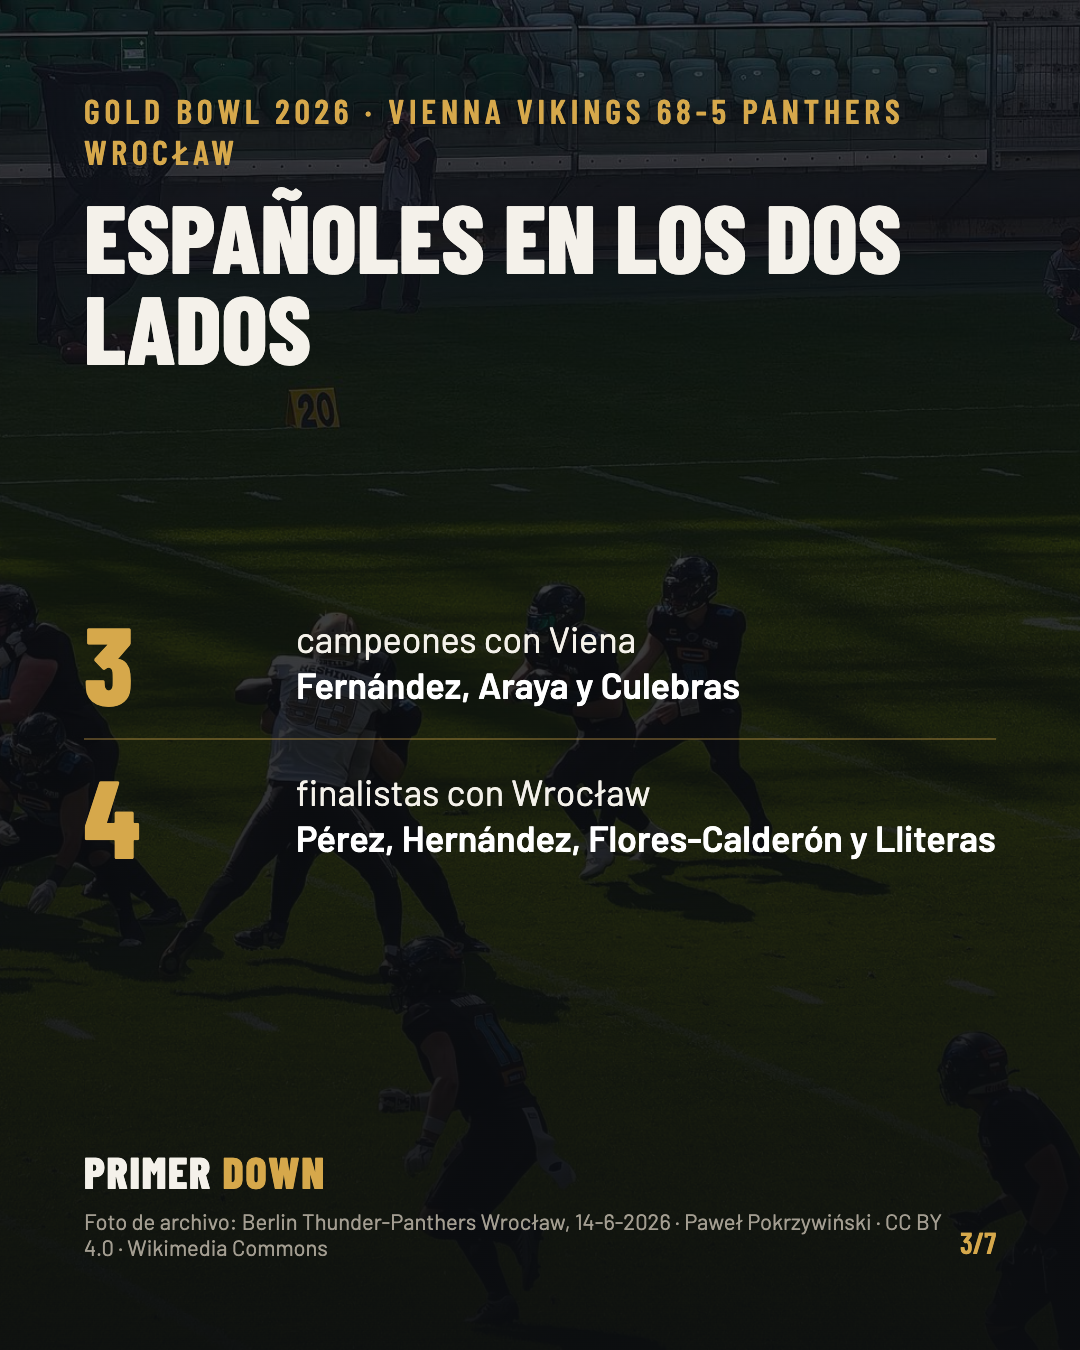 GOLD BOWL 2026 · VIENNA VIKINGS 68-5 PANTHERS
WROCŁAW
ESPAÑOLES EN LOS DOS
LADOS
20
3
campeones con Viena
Fernández, Araya y Culebras
4
finalistas con Wrocław
Pérez, Hernández, Flores-Calderón y Lliteras
PRIMER DOWN
Foto de archivo: Berlin Thunder-Panthers Wrocław, 14-6-2026 · Paweł Pokrzywiński · CC BY
4.0 · Wikimedia Commons
3/7